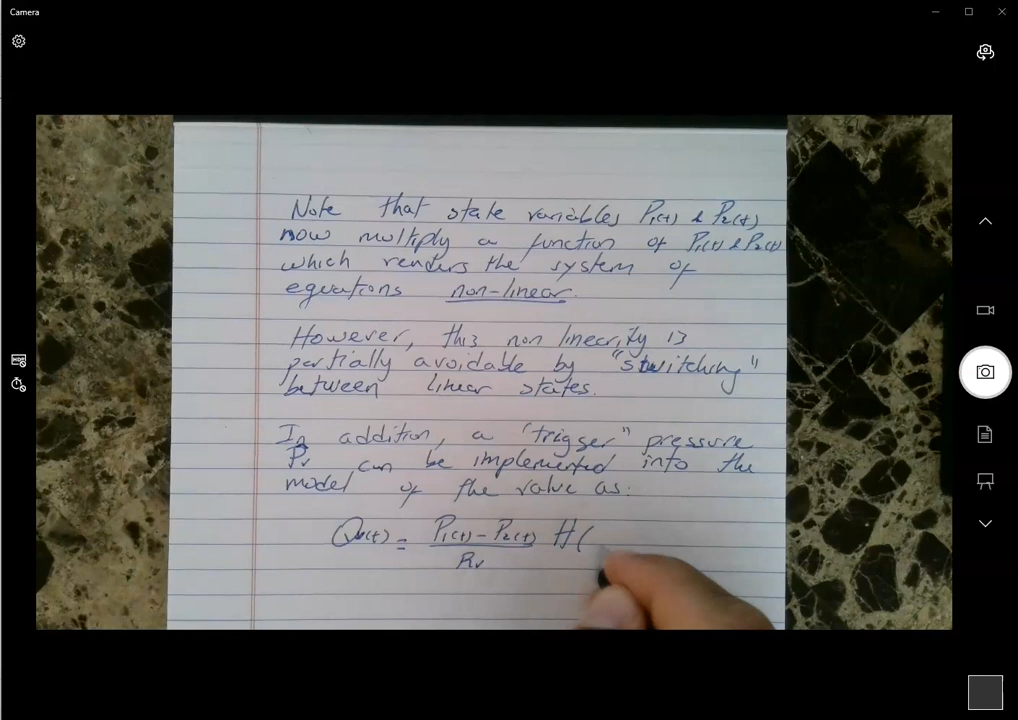 Camera
Note that state variables P₁(t) & P₂(t)
now multiply a function of P₁(t) & P₂(t)
which renders the system of
equations non-linear.
However, this non linearity is
partially avoidable by "switching"
between linear states.
In addition, a "trigger" pressure
Pv can be implemented into the
model of the value as:
Qv(t) = P₁(t) - P₂(t) H(
Rv